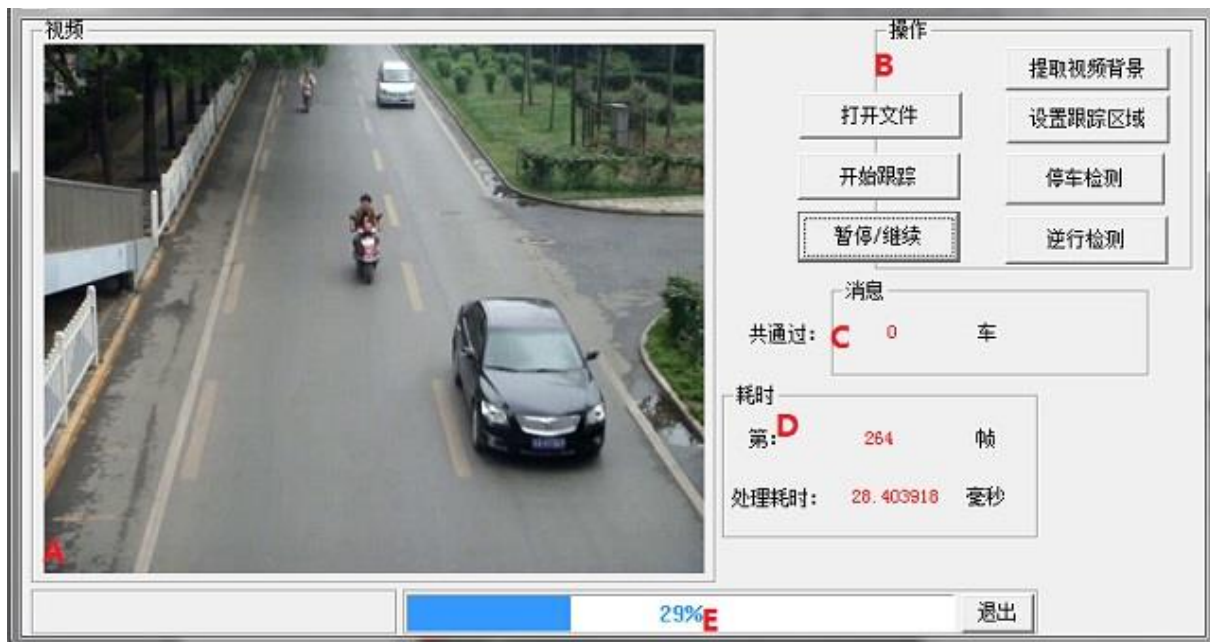 视频
A
操作
B
提取视频背景
打开文件
设置跟踪区域
开始跟踪
停车检测
暂停/继续
逆行检测
消息
共通过: C 0 车
耗时
第: D 264 帧
处理耗时: 28.403918 毫秒
29% E
退出